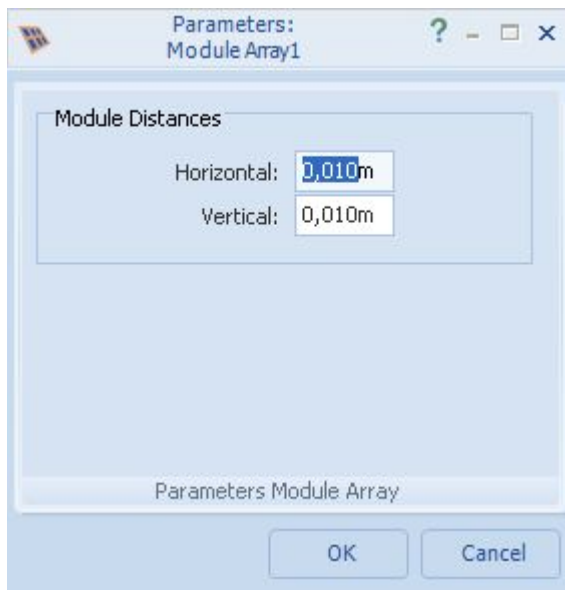 Parameters:
Module Array1
?
Module Distances
Horizontal: 0,010m
Vertical: 0,010m
Parameters Module Array
OK Cancel